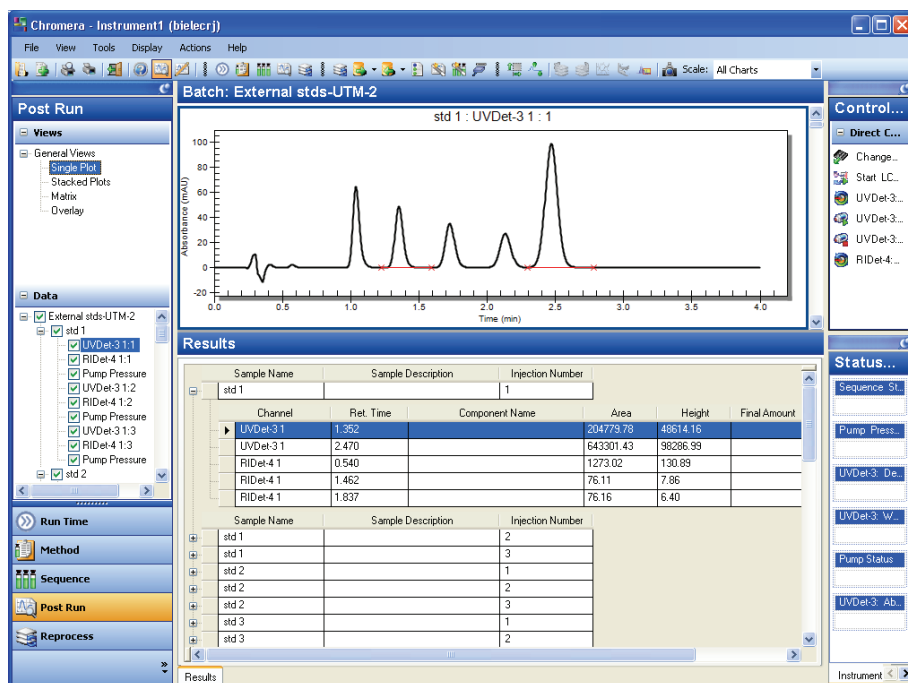 Chromera - Instrument1 (bielecrj)
File View Tools Display Actions Help
Scale: All Charts
Post Run
Views
General Views
Single Plot
Stacked Plots
Matrix
Overlay
Data
External stds-UTM-2
std 1
UVDet-3 1:1
RIDet-4 1:1
Pump Pressure
UVDet-3 1:2
RIDet-4 1:2
Pump Pressure
UVDet-3 1:3
RIDet-4 1:3
Pump Pressure
std 2
Run Time
Method
Sequence
Post Run
Reprocess
Batch: External stds-UTM-2
std 1 : UVDet-3 1 : 1
Absorbance (mAU)
100
80
60
40
20
0
-20
0.0 0.5 1.0 1.5 2.0 2.5 3.0 3.5 4.0
Time (min)
Results
Sample Name Sample Description Injection Number
std 1 1
Channel Ret. Time Component Name Area Height Final Amount
UVDet-3 1 1.352 204779.78 48614.16
UVDet-3 1 2.470 643301.43 98286.99
RIDet-4 1 0.540 1273.02 130.89
RIDet-4 1 1.462 76.11 7.86
RIDet-4 1 1.837 76.16 6.40
Sample Name Sample Description Injection Number
std 1 2
std 1 3
std 2 1
std 2 2
std 2 3
std 3 1
std 3 2
Results
Control...
Direct C...
Change...
Start LC...
UVDet-3:...
UVDet-3:...
UVDet-3:...
RIDet-4:...
Status...
Sequence St...
Pump Press...
UVDet-3: De...
UVDet-3: W...
Pump Status
UVDet-3: Ab...
Instrument